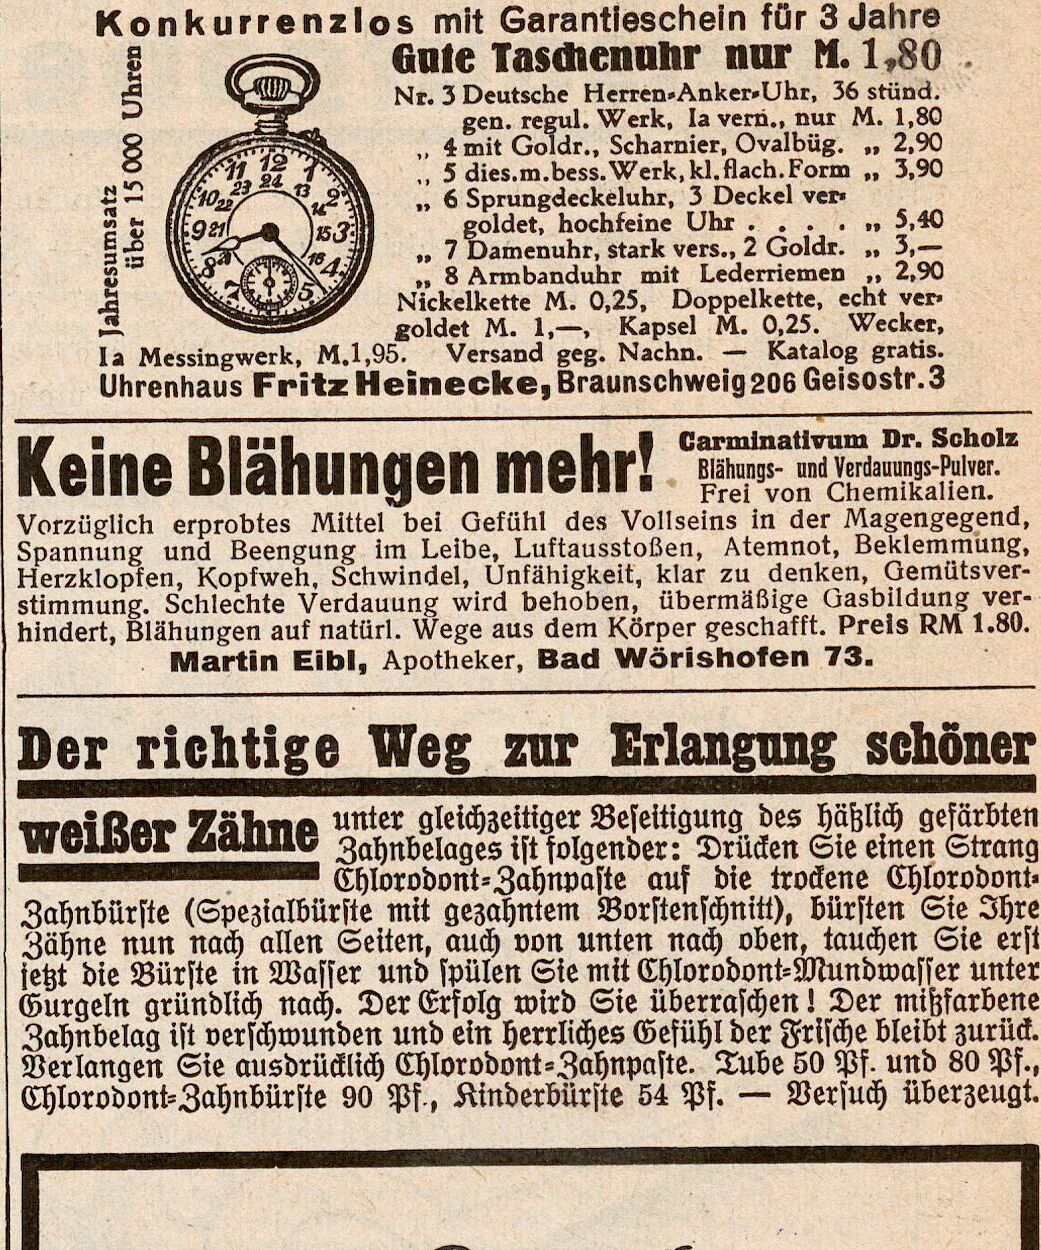 Konkurrenzlos mit Garantieschein für 3 Jahre
Gute Taschenuhr nur M. 1,80
Jahresumsatz
über 15 000 Uhren
Nr. 3 Deutsche Herren-Anker-Uhr, 36 stünd.
gen. regul. Werk, Ia vern., nur M. 1,80
„ 4 mit Goldr., Scharnier, Ovalbüg. „ 2,90
„ 5 dies. m. bess. Werk, kl. flach. Form „ 3,90
„ 6 Sprungdeckeluhr, 3 Deckel ver-
goldet, hochfeine Uhr . . . . „ 5,40
„ 7 Damenuhr, stark vers., 2 Goldr. „ 3,—
„ 8 Armbanduhr mit Lederriemen „ 2,90
Nickelkette M. 0,25, Doppelkette, echt ver-
goldet M. 1,—, Kapsel M. 0,25. Wecker,
Ia Messingwerk, M. 1,95. Versand geg. Nachn. — Katalog gratis.
Uhrenhaus Fritz Heinecke, Braunschweig 206 Geisostr. 3
Keine Blähungen mehr!
Carminativum Dr. Scholz
Blähungs- und Verdauungs-Pulver.
Frei von Chemikalien.
Vorzüglich erprobtes Mittel bei Gefühl des Vollseins in der Magengegend,
Spannung und Beengung im Leibe, Luftausstoßen, Atemnot, Beklemmung,
Herzklopfen, Kopfweh, Schwindel, Unfähigkeit, klar zu denken, Gemütsver-
stimmung. Schlechte Verdauung wird behoben, übermäßige Gasbildung ver-
hindert, Blähungen auf natürl. Wege aus dem Körper geschafft. Preis RM 1.80.
Martin Eibl, Apotheker, Bad Wörishofen 73.
Der richtige Weg zur Erlangung schöner
weißer Zähne unter gleichzeitiger Beseitigung des häßlich gefärbten
Zahnbelages ist folgender: Drücken Sie einen Strang
Chlorodont-Zahnpaste auf die trockene Chlorodont-
Zahnbürste (Spezialbürste mit gezahntem Borstenschnitt), bürsten Sie Ihre
Zähne nun nach allen Seiten, auch von unten nach oben, tauchen Sie erst
jetzt die Bürste in Wasser und spülen Sie mit Chlorodont-Mundwasser unter
Gurgeln gründlich nach. Der Erfolg wird Sie überraschen! Der mißfarbene
Zahnbelag ist verschwunden und ein herrliches Gefühl der Frische bleibt zurück.
Verlangen Sie ausdrücklich Chlorodont-Zahnpaste. Tube 50 Pf. und 80 Pf.,
Chlorodont-Zahnbürste 90 Pf., Kinderbürste 54 Pf. — Versuch überzeugt.